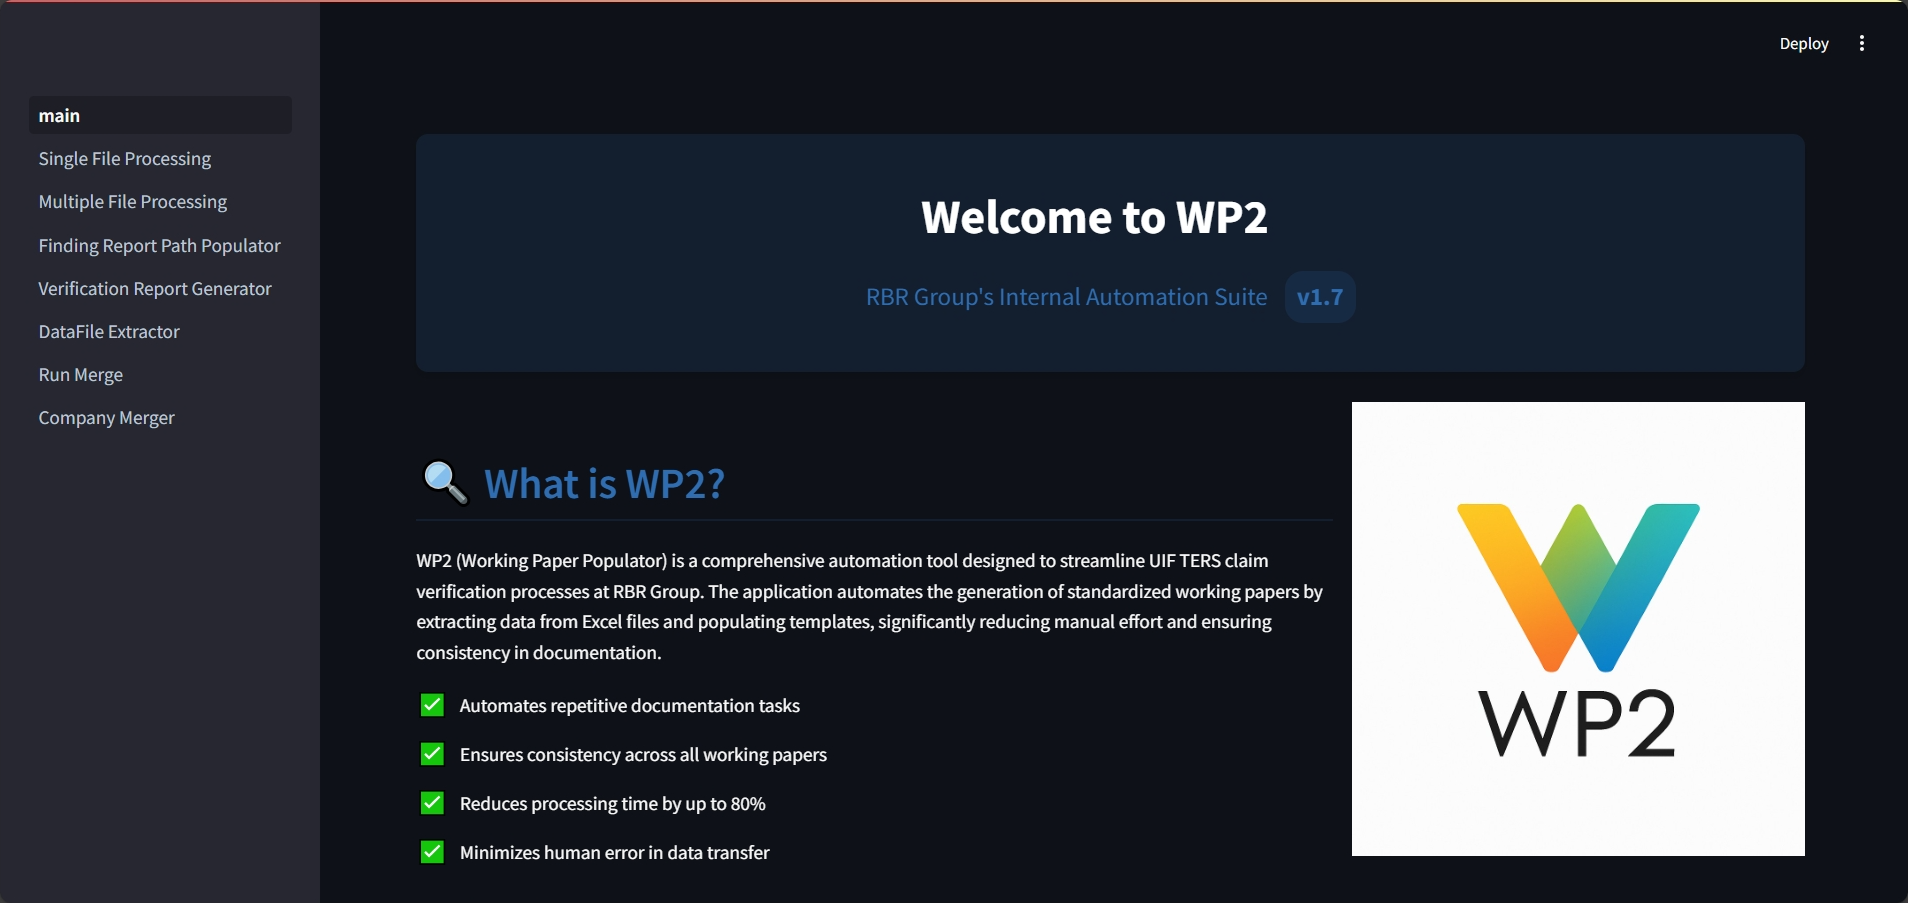 Deploy
main
Single File Processing
Multiple File Processing
Finding Report Path Populator
Verification Report Generator
DataFile Extractor
Run Merge
Company Merger
Welcome to WP2
RBR Group's Internal Automation Suite v1.7
What is WP2?
WP2 (Working Paper Populator) is a comprehensive automation tool designed to streamline UIF TERS claim
verification processes at RBR Group. The application automates the generation of standardized working papers by
extracting data from Excel files and populating templates, significantly reducing manual effort and ensuring
consistency in documentation.
Automates repetitive documentation tasks
Ensures consistency across all working papers
Reduces processing time by up to 80%
Minimizes human error in data transfer
WP2